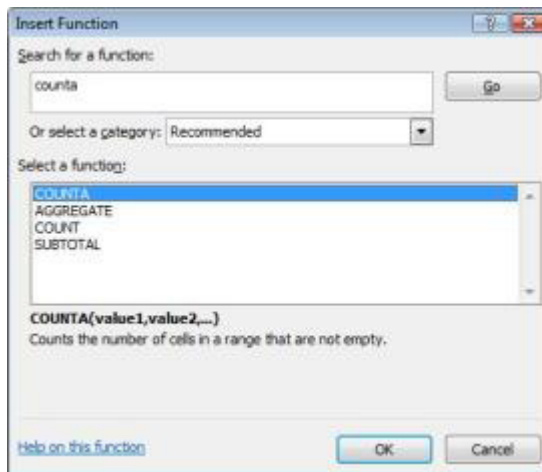 Insert Function
Search for a function:
counta
Go
Or select a category: Recommended
Select a function:
COUNTA
AGGREGATE
COUNT
SUBTOTAL
COUNTA(value1,value2,...)
Counts the number of cells in a range that are not empty.
Help on this function
OK
Cancel